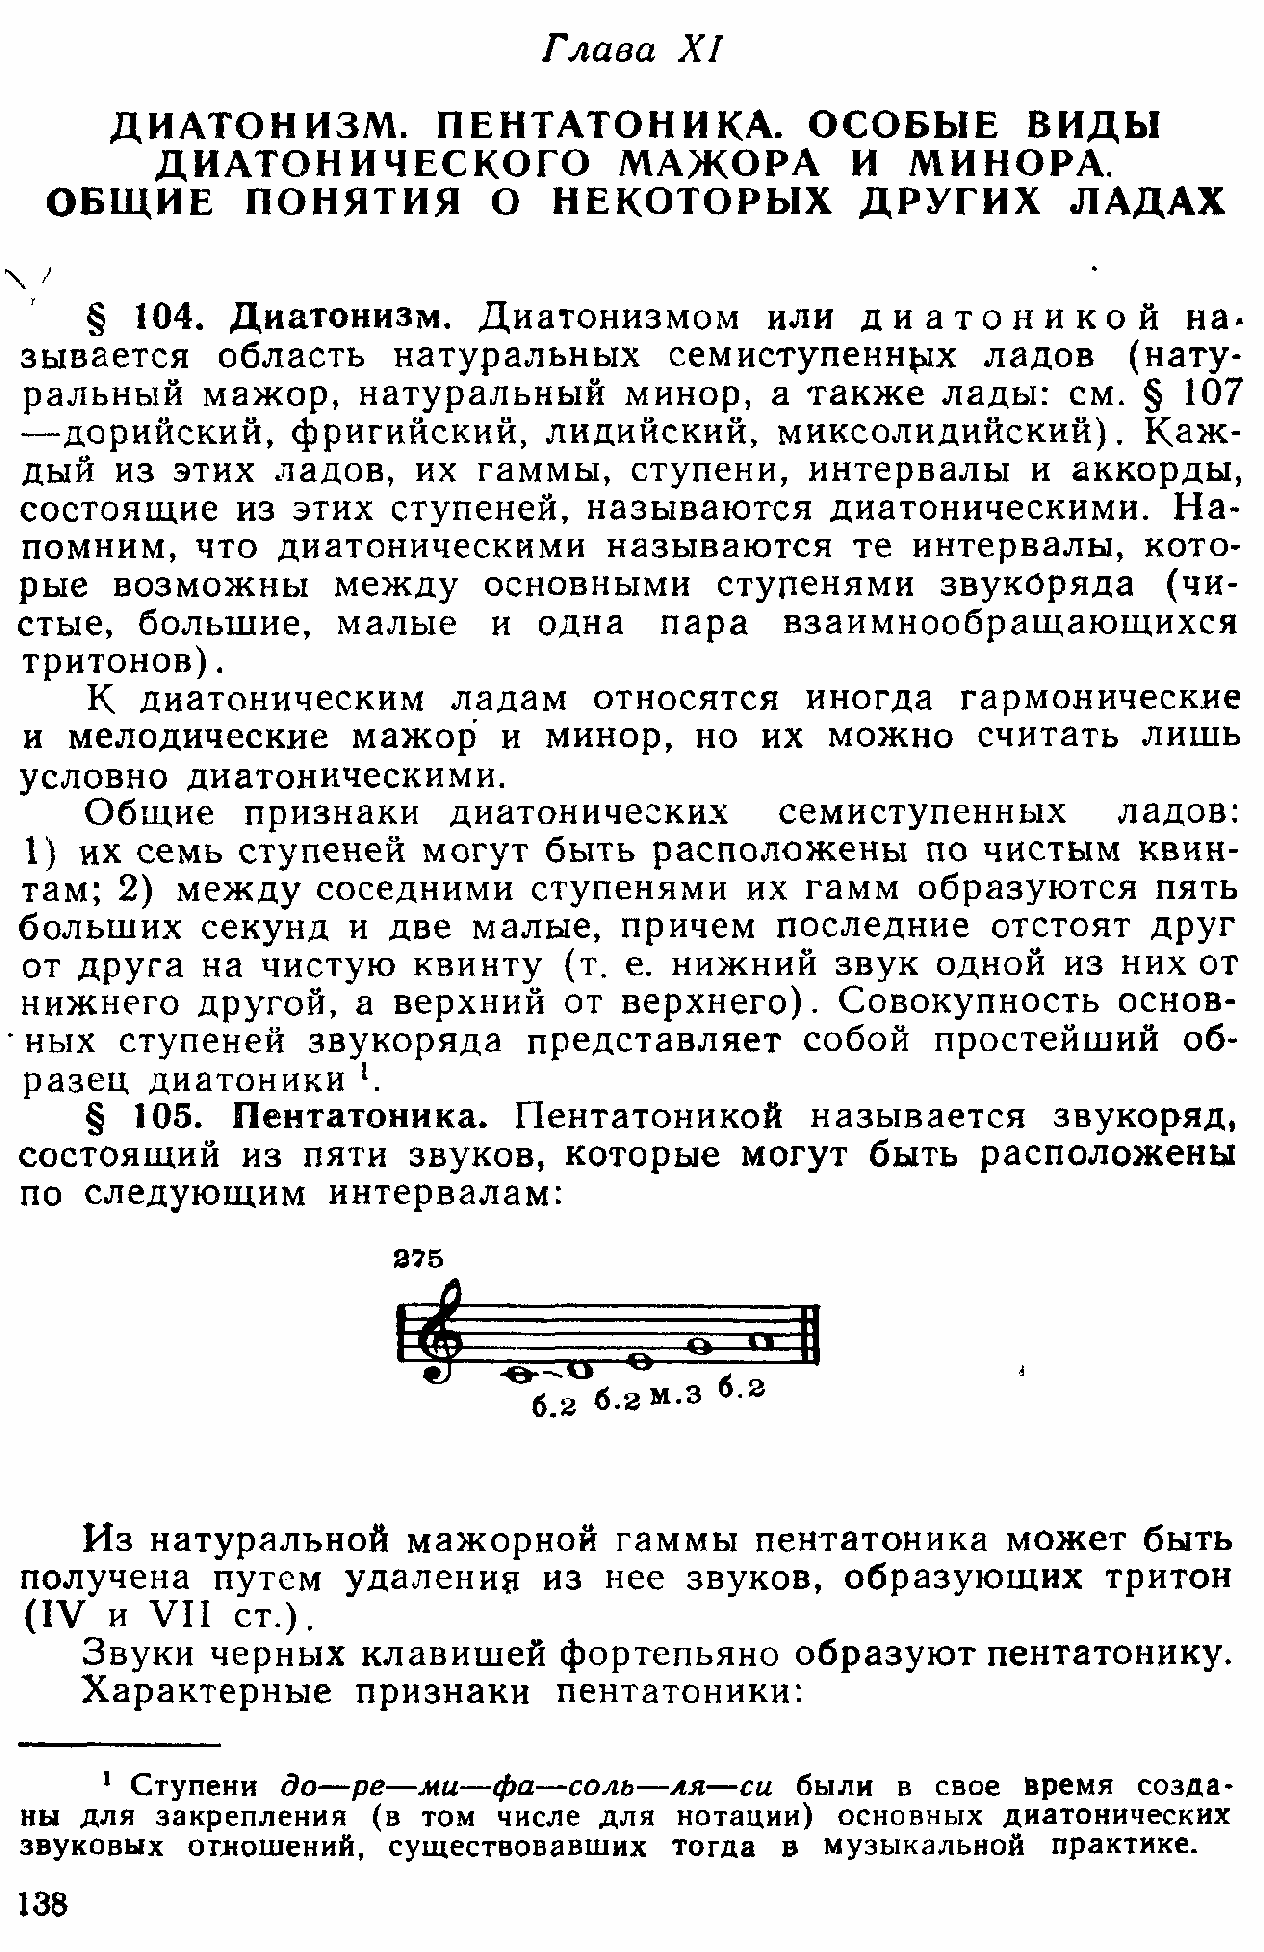 Глава XI
ДИАТОНИЗМ. ПЕНТАТОНИКА. ОСОБЫЕ ВИДЫ
ДИАТОНИЧЕСКОГО МАЖОРА И МИНОРА.
ОБЩИЕ ПОНЯТИЯ О НЕКОТОРЫХ ДРУГИХ ЛАДАХ
§ 104. Диатонизм. Диатонизмом или диатоникой на-
зывается область натуральных семиступенных ладов (нату-
ральный мажор, натуральный минор, а также лады: см. § 107
—дорийский, фригийский, лидийский, миксолидийский). Каж-
дый из этих ладов, их гаммы, ступени, интервалы и аккорды,
состоящие из этих ступеней, называются диатоническими. На-
помним, что диатоническими называются те интервалы, кото-
рые возможны между основными ступенями звукоряда (чи-
стые, большие, малые и одна пара взаимнообращающихся
тритонов).
К диатоническим ладам относятся иногда гармонические
и мелодические мажор и минор, но их можно считать лишь
условно диатоническими.
Общие признаки диатонических семиступенных ладов:
1) их семь ступеней могут быть расположены по чистым квин-
там; 2) между соседними ступенями их гамм образуются пять
больших секунд и две малые, причем последние отстоят друг
от друга на чистую квинту (т. е. нижний звук одной из них от
нижнего другой, а верхний от верхнего). Совокупность основ-
ных ступеней звукоряда представляет собой простейший об-
разец диатоники ¹.
§ 105. Пентатоника. Пентатоникой называется звукоряд,
состоящий из пяти звуков, которые могут быть расположены
по следующим интервалам:
275
б.2 б.2 м.3 б.2
Из натуральной мажорной гаммы пентатоника может быть
получена путем удаления из нее звуков, образующих тритон
(IV и VII ст.).
Звуки черных клавишей фортепьяно образуют пентатонику.
Характерные признаки пентатоники:
¹ Ступени до—ре—ми—фа—соль—ля—си были в свое время созда-
ны для закрепления (в том числе для нотации) основных диатонических
звуковых отношений, существовавших тогда в музыкальной практике.
138